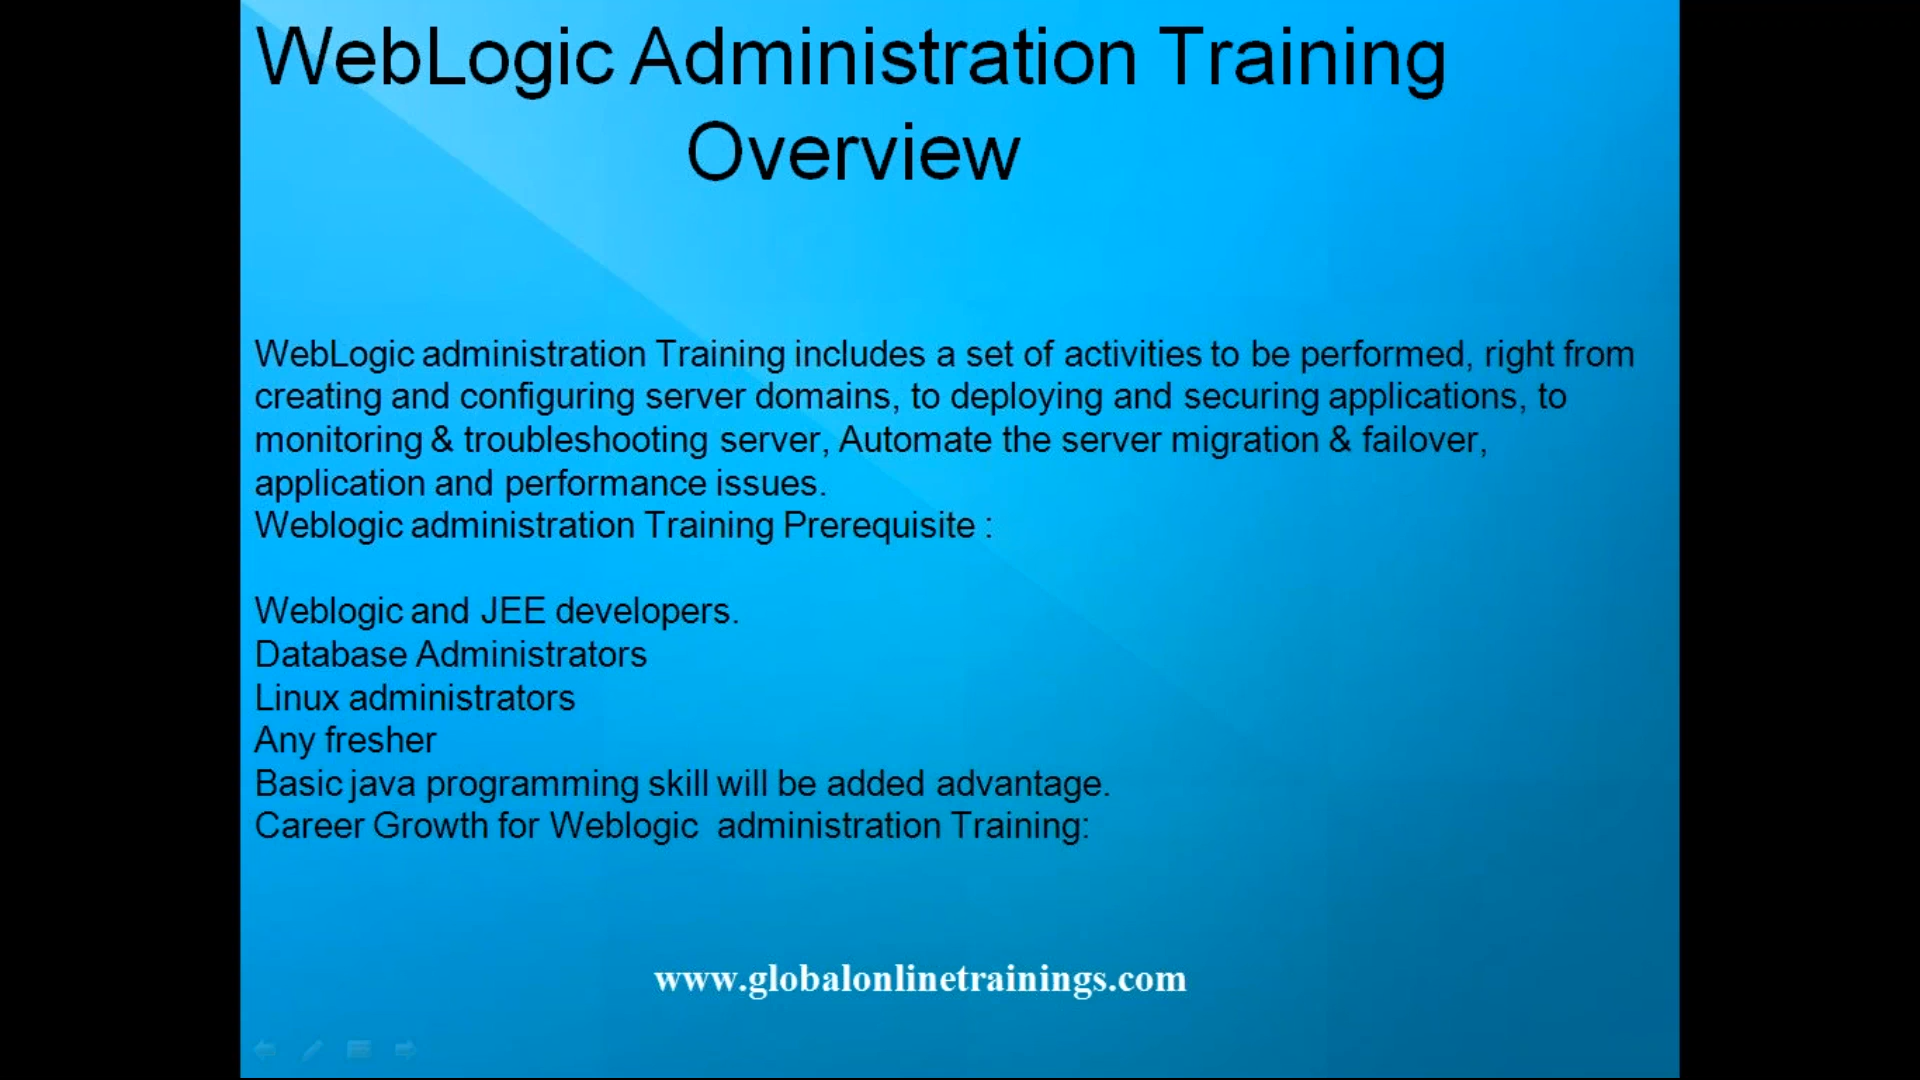 WebLogic Administration Training
Overview
WebLogic administration Training includes a set of activities to be performed, right from
creating and configuring server domains, to deploying and securing applications, to
monitoring & troubleshooting server, Automate the server migration & failover,
application and performance issues.
Weblogic administration Training Prerequisite :
Weblogic and JEE developers.
Database Administrators
Linux administrators
Any fresher
Basic java programming skill will be added advantage.
Career Growth for Weblogic  administration Training:
www.globalonlinetrainings.com